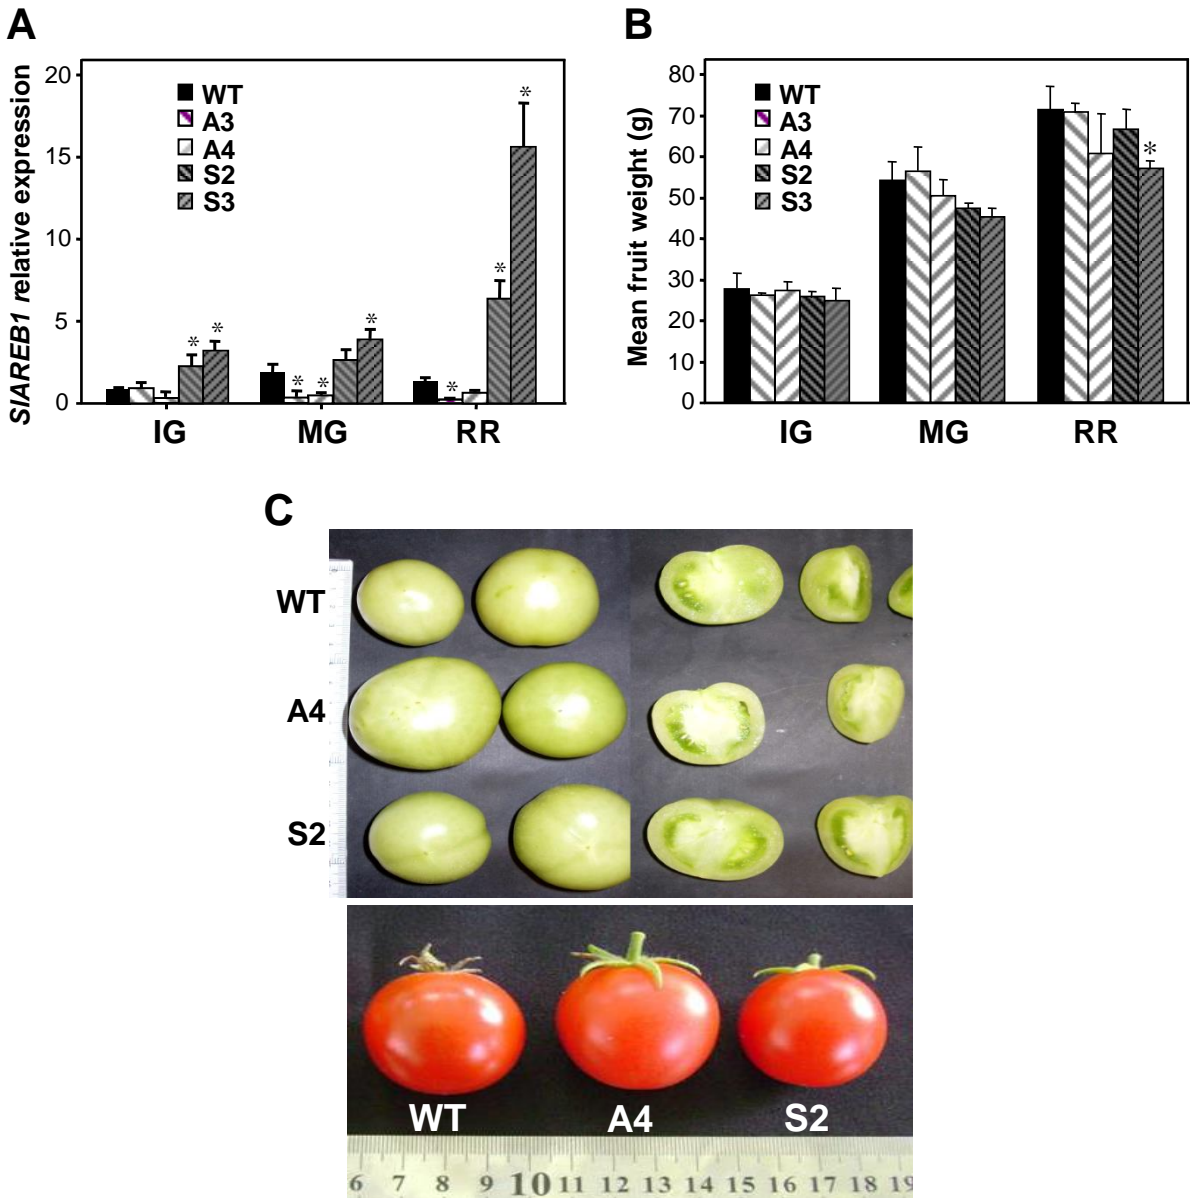 A
SlAREB1 relative expression
20
15
10
5
0
WT
A3
A4
S2
S3
*
*
*
*
*
*
*
*
*
IG
MG
RR
B
Mean fruit weight (g)
80
70
60
50
40
30
20
10
0
WT
A3
A4
S2
S3
*
IG
MG
RR
C
WT
A4
S2
WT A4 S2
6 7 8 9 10 11 12 13 14 15 16 17 18 19